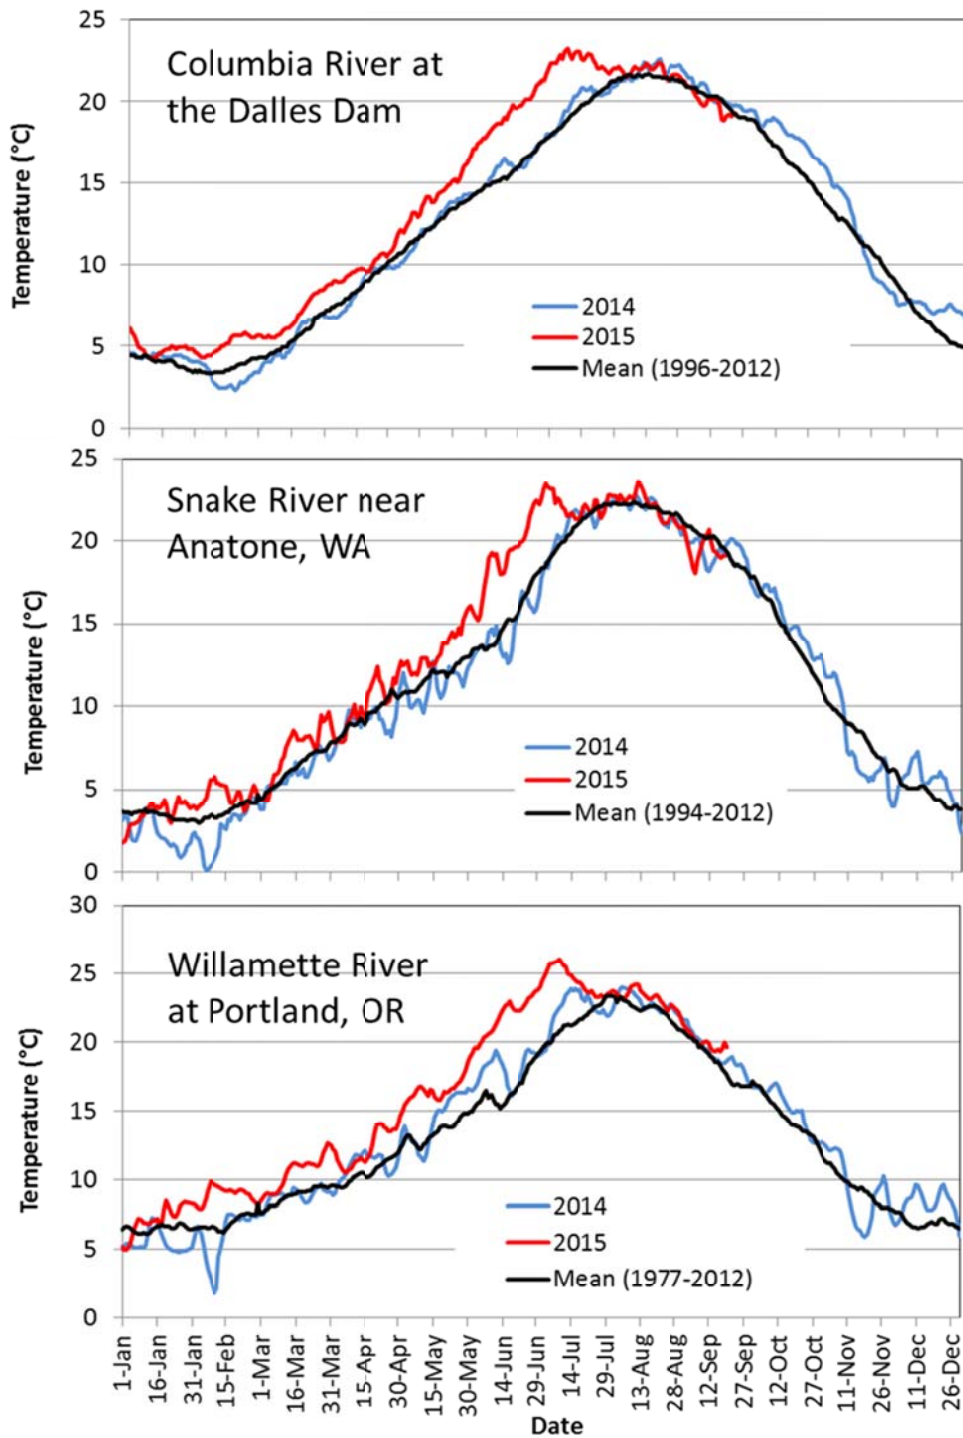 25
20
15
10
5
0
Temperature (°C)
Columbia River at
the Dalles Dam
2014
2015
Mean (1996-2012)
25
20
15
10
5
0
Temperature (°C)
Snake River near
Anatone, WA
2014
2015
Mean (1994-2012)
30
25
20
15
10
5
0
Temperature (°C)
Willamette River
at Portland, OR
2014
2015
Mean (1977-2012)
1-Jan
16-Jan
31-Jan
15-Feb
1-Mar
16-Mar
31-Mar
15-Apr
30-Apr
15-May
30-May
14-Jun
29-Jun
14-Jul
29-Jul
13-Aug
28-Aug
12-Sep
27-Sep
12-Oct
27-Oct
11-Nov
26-Nov
11-Dec
26-Dec
Date